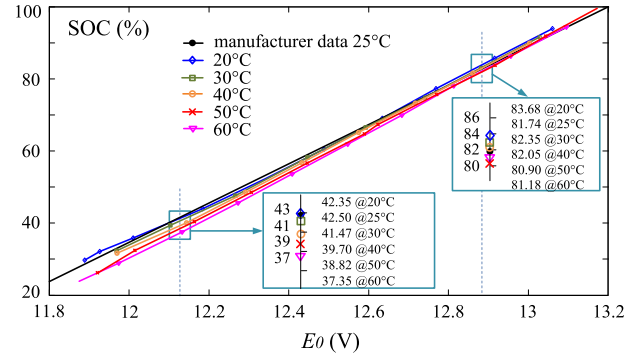 SOC (%)
100
80
60
40
20
manufacturer data 25°C
20°C
30°C
40°C
50°C
60°C
86
84
82
80
83.68 @20°C
81.74 @25°C
82.35 @30°C
82.05 @40°C
80.90 @50°C
81.18 @60°C
43
41
39
37
42.35 @20°C
42.50 @25°C
41.47 @30°C
39.70 @40°C
38.82 @50°C
37.35 @60°C
11.8 12 12.2 12.4 12.6 12.8 13 13.2
E0 (V)